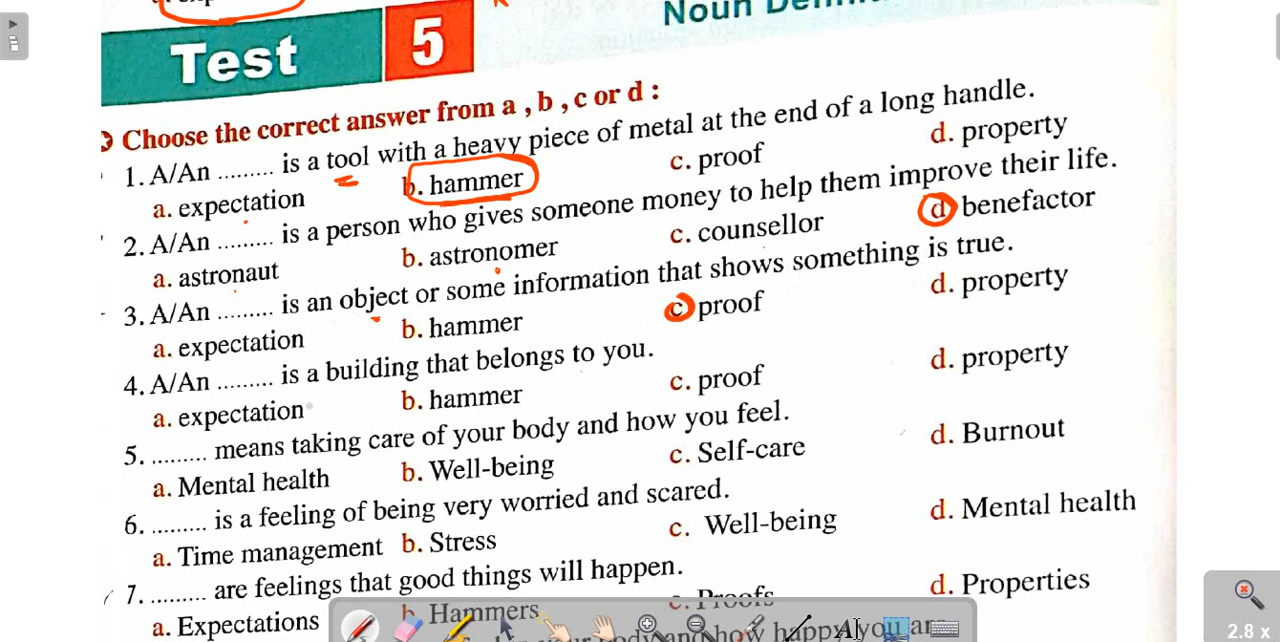 Test 5
Choose the correct answer from a , b , c or d :
1. A/An ......... is a tool with a heavy piece of metal at the end of a long handle.
a. expectation b. hammer c. proof d. property
2. A/An ......... is a person who gives someone money to help them improve their life.
a. astronaut b. astronomer c. counsellor d benefactor
3. A/An ......... is an object or some information that shows something is true.
a. expectation b. hammer c proof d. property
4. A/An ......... is a building that belongs to you.
a. expectation b. hammer c. proof d. property
5. ......... means taking care of your body and how you feel.
a. Mental health b. Well-being c. Self-care d. Burnout
6. ......... is a feeling of being very worried and scared.
a. Time management b. Stress c. Well-being d. Mental health
7. ......... are feelings that good things will happen.
a. Expectations b. Hammers c. Proofs d. Properties
and how happy you are
2.8 x